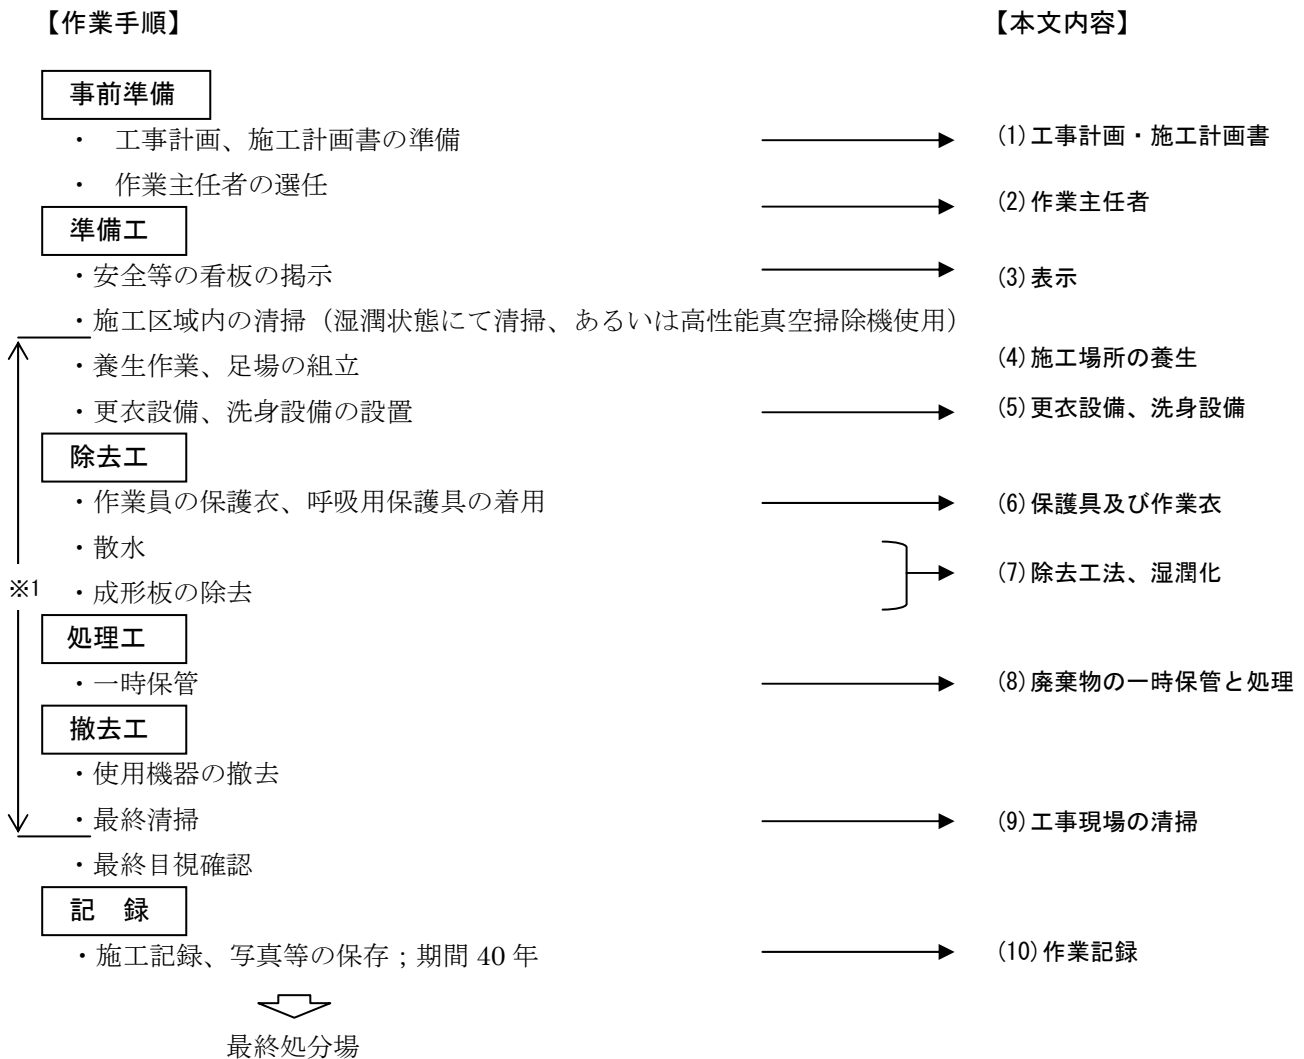 【作業手順】 【本文内容】
事前準備
・ 工事計画、施工計画書の準備 (1)工事計画・施工計画書
・ 作業主任者の選任 (2)作業主任者
準備工
・安全等の看板の掲示 (3)表示
・施工区域内の清掃（湿潤状態にて清掃、あるいは高性能真空掃除機使用）
・養生作業、足場の組立 (4)施工場所の養生
・更衣設備、洗身設備の設置 (5)更衣設備、洗身設備
除去工
・作業員の保護衣、呼吸用保護具の着用 (6)保護具及び作業衣
・散水
(7)除去工法、湿潤化
※1 ・成形板の除去
処理工
・一時保管 (8)廃棄物の一時保管と処理
撤去工
・使用機器の撤去
・最終清掃 (9)工事現場の清掃
・最終目視確認
記　録
・施工記録、写真等の保存；期間 40 年 (10)作業記録
最終処分場